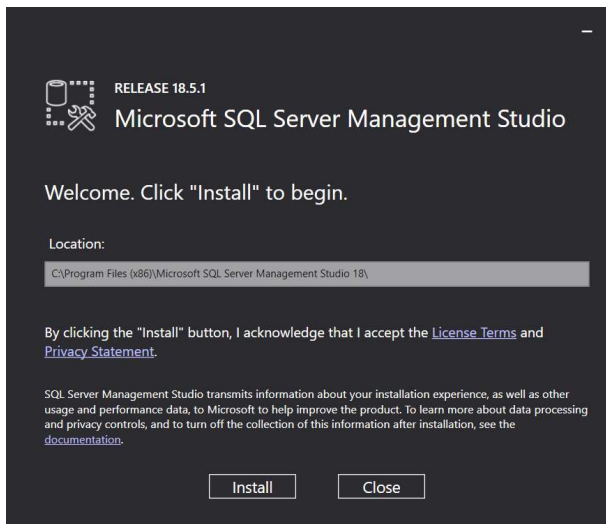 RELEASE 18.5.1
Microsoft SQL Server Management Studio
Welcome. Click "Install" to begin.
Location:
C:\Program Files (x86)\Microsoft SQL Server Management Studio 18\
By clicking the "Install" button, I acknowledge that I accept the License Terms and
Privacy Statement.
SQL Server Management Studio transmits information about your installation experience, as well as other
usage and performance data, to Microsoft to help improve the product. To learn more about data processing
and privacy controls, and to turn off the collection of this information after installation, see the
documentation.
Install
Close